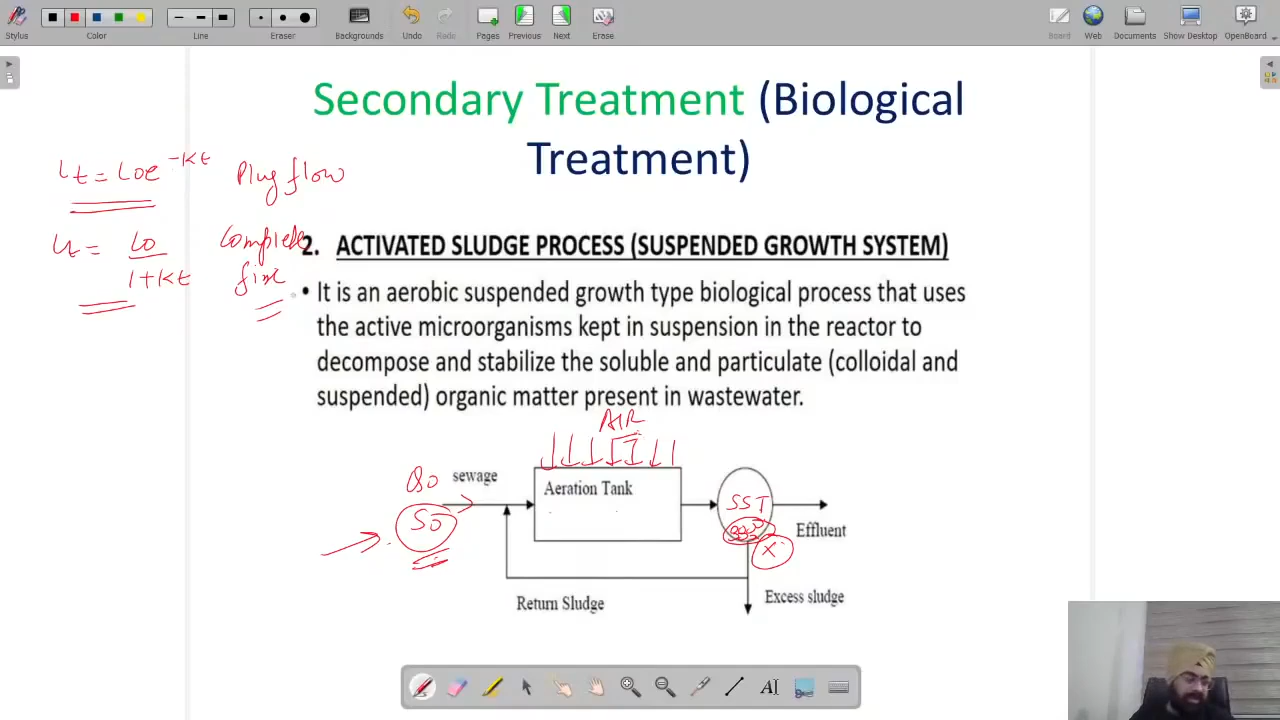 Stylus Color Line Eraser Backgrounds Undo Redo Pages Previous Next Erase Board Web Documents Show Desktop OpenBoard
Secondary Treatment (Biological
Treatment)
Lt = Loe^-Kt Plug flow
Lt = Lo / 1+Kt Complete
2. ACTIVATED SLUDGE PROCESS (SUSPENDED GROWTH SYSTEM)
• It is an aerobic suspended growth type biological process that uses
the active microorganisms kept in suspension in the reactor to
decompose and stabilize the soluble and particulate (colloidal and
suspended) organic matter present in wastewater.
AIR
Qo sewage
Aeration Tank
So
SST
Effluent
X
Return Sludge
Excess sludge